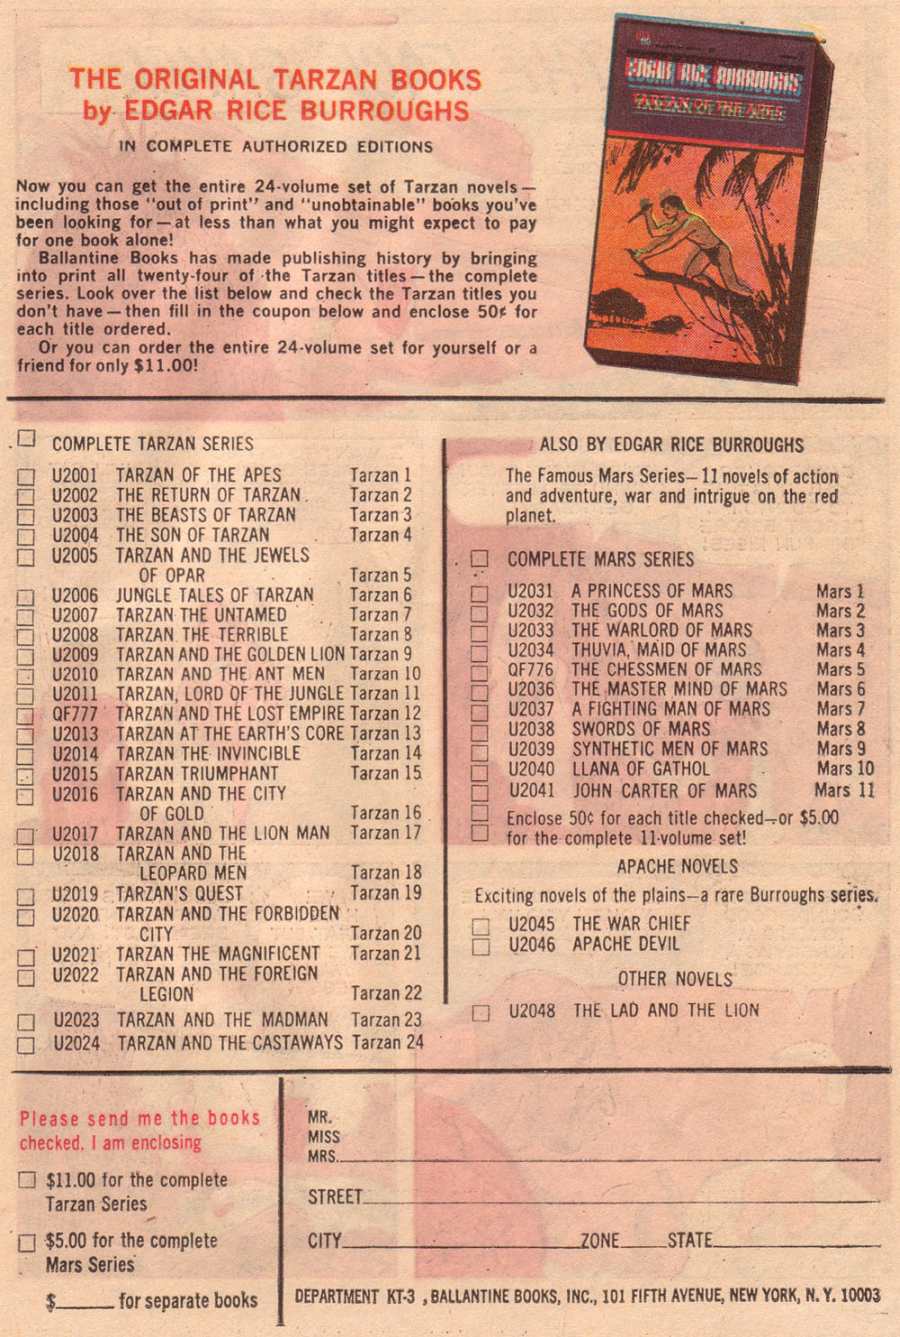 THE ORIGINAL TARZAN BOOKS
by EDGAR RICE BURROUGHS
IN COMPLETE AUTHORIZED EDITIONS
Now you can get the entire 24-volume set of Tarzan novels—
including those "out of print" and "unobtainable" books you've
been looking for—at less than what you might expect to pay
for one book alone!
Ballantine Books has made publishing history by bringing
into print all twenty-four of the Tarzan titles—the complete
series. Look over the list below and check the Tarzan titles you
don't have—then fill in the coupon below and enclose 50¢ for
each title ordered.
Or you can order the entire 24-volume set for yourself or a
friend for only $11.00!
EDGAR RICE BURROUGHS
TARZAN OF THE APES
COMPLETE TARZAN SERIES
U2001 TARZAN OF THE APES Tarzan 1
U2002 THE RETURN OF TARZAN Tarzan 2
U2003 THE BEASTS OF TARZAN Tarzan 3
U2004 THE SON OF TARZAN Tarzan 4
U2005 TARZAN AND THE JEWELS
OF OPAR Tarzan 5
U2006 JUNGLE TALES OF TARZAN Tarzan 6
U2007 TARZAN THE UNTAMED Tarzan 7
U2008 TARZAN THE TERRIBLE Tarzan 8
U2009 TARZAN AND THE GOLDEN LION Tarzan 9
U2010 TARZAN AND THE ANT MEN Tarzan 10
U2011 TARZAN, LORD OF THE JUNGLE Tarzan 11
QF777 TARZAN AND THE LOST EMPIRE Tarzan 12
U2013 TARZAN AT THE EARTH'S CORE Tarzan 13
U2014 TARZAN THE INVINCIBLE Tarzan 14
U2015 TARZAN TRIUMPHANT Tarzan 15
U2016 TARZAN AND THE CITY
OF GOLD Tarzan 16
U2017 TARZAN AND THE LION MAN Tarzan 17
U2018 TARZAN AND THE
LEOPARD MEN Tarzan 18
U2019 TARZAN'S QUEST Tarzan 19
U2020 TARZAN AND THE FORBIDDEN
CITY Tarzan 20
U2021 TARZAN THE MAGNIFICENT Tarzan 21
U2022 TARZAN AND THE FOREIGN
LEGION Tarzan 22
U2023 TARZAN AND THE MADMAN Tarzan 23
U2024 TARZAN AND THE CASTAWAYS Tarzan 24
ALSO BY EDGAR RICE BURROUGHS
The Famous Mars Series—11 novels of action
and adventure, war and intrigue on the red
planet.
COMPLETE MARS SERIES
U2031 A PRINCESS OF MARS Mars 1
U2032 THE GODS OF MARS Mars 2
U2033 THE WARLORD OF MARS Mars 3
U2034 THUVIA, MAID OF MARS Mars 4
QF776 THE CHESSMEN OF MARS Mars 5
U2036 THE MASTER MIND OF MARS Mars 6
U2037 A FIGHTING MAN OF MARS Mars 7
U2038 SWORDS OF MARS Mars 8
U2039 SYNTHETIC MEN OF MARS Mars 9
U2040 LLANA OF GATHOL Mars 10
U2041 JOHN CARTER OF MARS Mars 11
Enclose 50¢ for each title checked—or $5.00
for the complete 11-volume set!
APACHE NOVELS
Exciting novels of the plains—a rare Burroughs series.
U2045 THE WAR CHIEF
U2046 APACHE DEVIL
OTHER NOVELS
U2048 THE LAD AND THE LION
Please send me the books
checked. I am enclosing
$11.00 for the complete
Tarzan Series
$5.00 for the complete
Mars Series
$______ for separate books
MR.
MISS
MRS.
STREET
CITY ZONE STATE
DEPARTMENT KT-3 , BALLANTINE BOOKS, INC., 101 FIFTH AVENUE, NEW YORK, N. Y. 10003